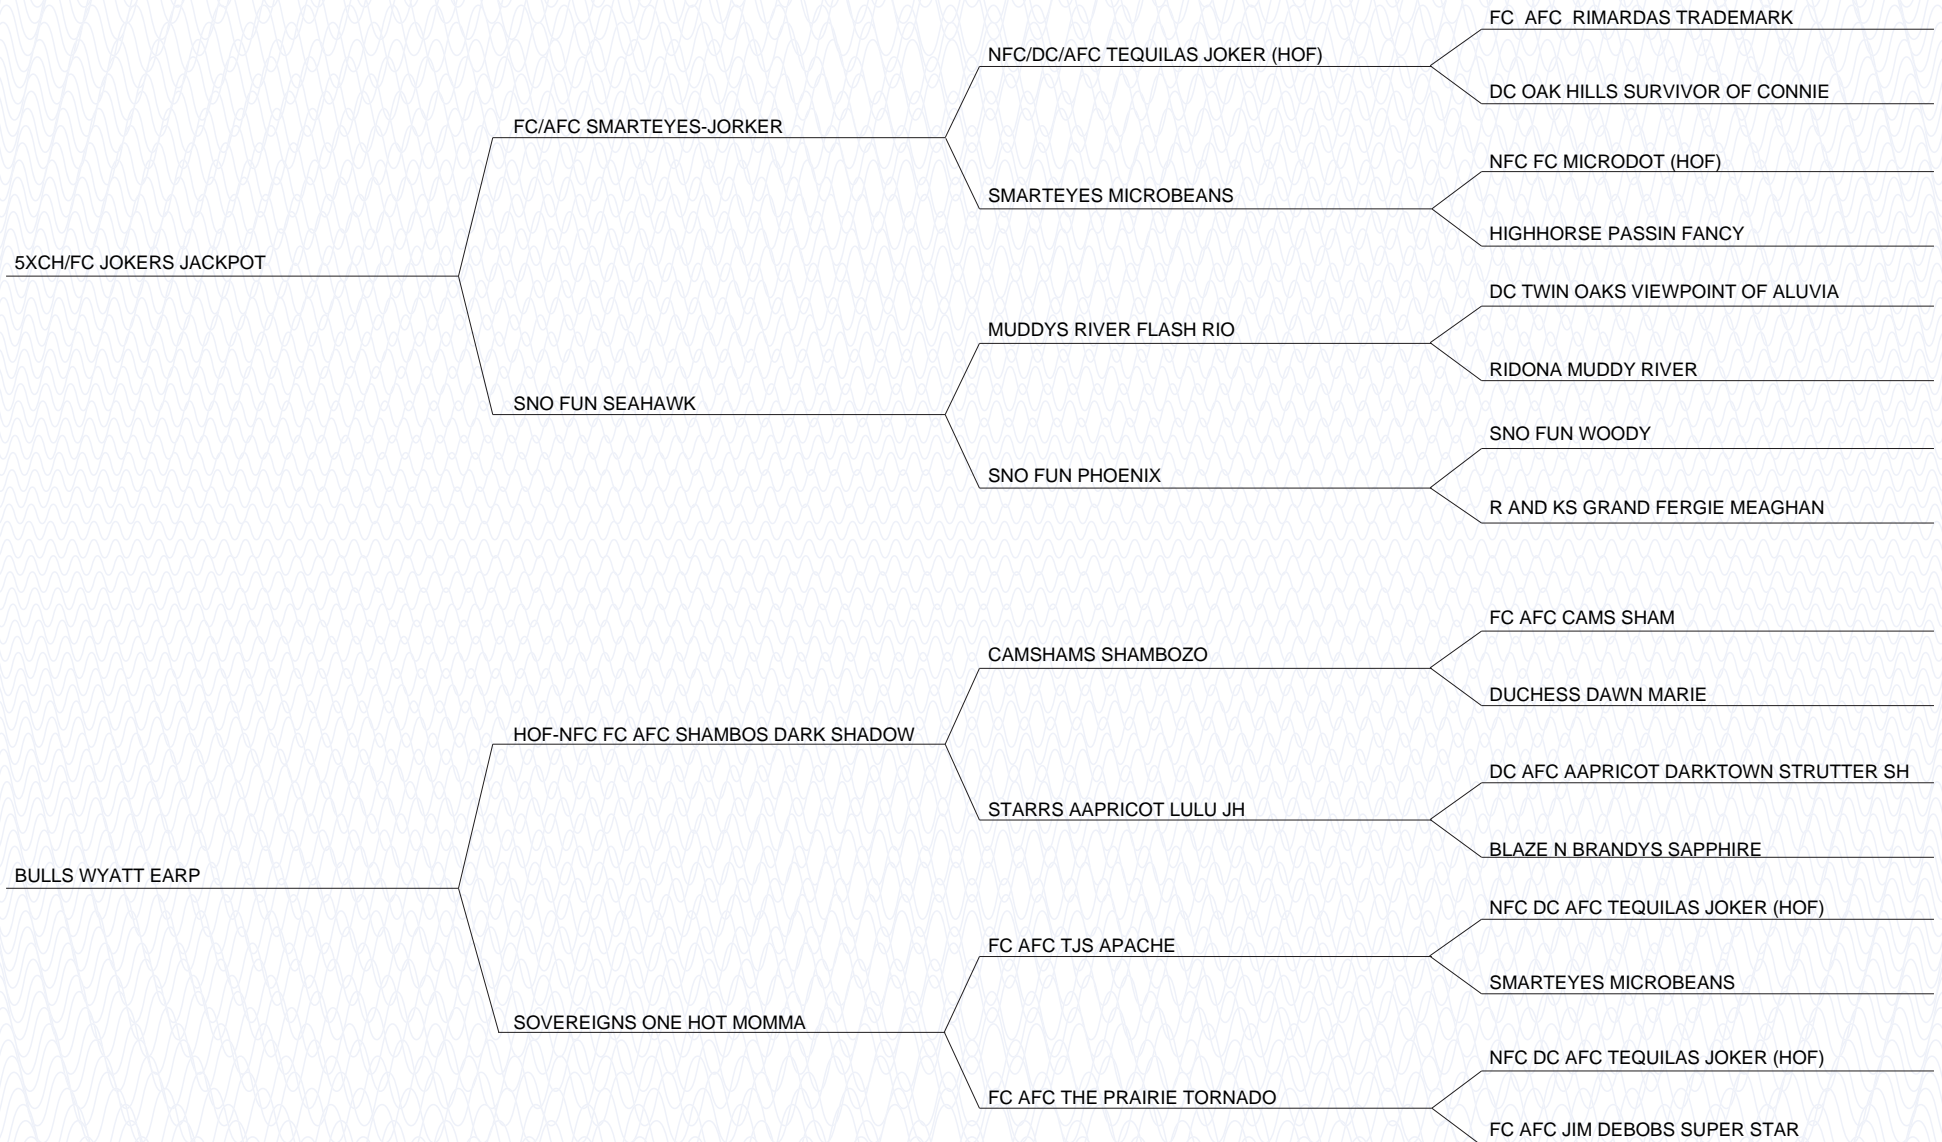 FC  AFC  RIMARDAS TRADEMARK
NFC/DC/AFC TEQUILAS JOKER (HOF)
DC OAK HILLS SURVIVOR OF CONNIE
FC/AFC SMARTEYES-JORKER
NFC FC MICRODOT (HOF)
SMARTEYES MICROBEANS
HIGHHORSE PASSIN FANCY
5XCH/FC JOKERS JACKPOT
DC TWIN OAKS VIEWPOINT OF ALUVIA
MUDDYS RIVER FLASH RIO
RIDONA MUDDY RIVER
SNO FUN SEAHAWK
SNO FUN WOODY
SNO FUN PHOENIX
R AND KS GRAND FERGIE MEAGHAN
FC AFC CAMS SHAM
CAMSHAMS SHAMBOZO
DUCHESS DAWN MARIE
HOF-NFC FC AFC SHAMBOS DARK SHADOW
DC AFC AAPRICOT DARKTOWN STRUTTER SH
STARRS AAPRICOT LULU JH
BLAZE N BRANDYS SAPPHIRE
BULLS WYATT EARP
NFC DC AFC TEQUILAS JOKER (HOF)
FC AFC TJS APACHE
SMARTEYES MICROBEANS
SOVEREIGNS ONE HOT MOMMA
NFC DC AFC TEQUILAS JOKER (HOF)
FC AFC THE PRAIRIE TORNADO
FC AFC JIM DEBOBS SUPER STAR